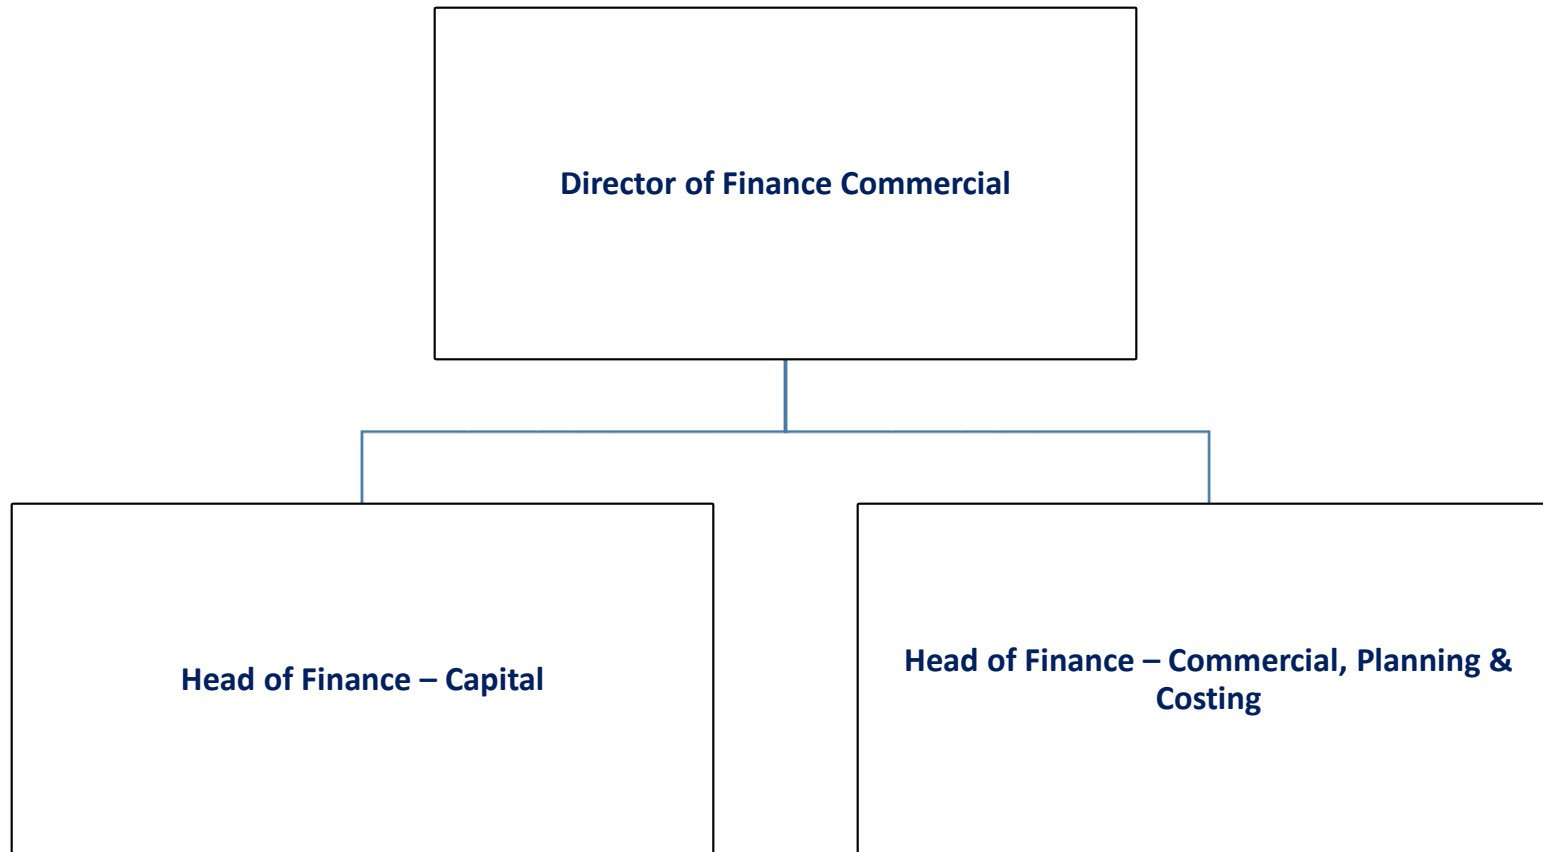 Director of Finance Commercial
Head of Finance – Capital
Head of Finance – Commercial, Planning &
Costing